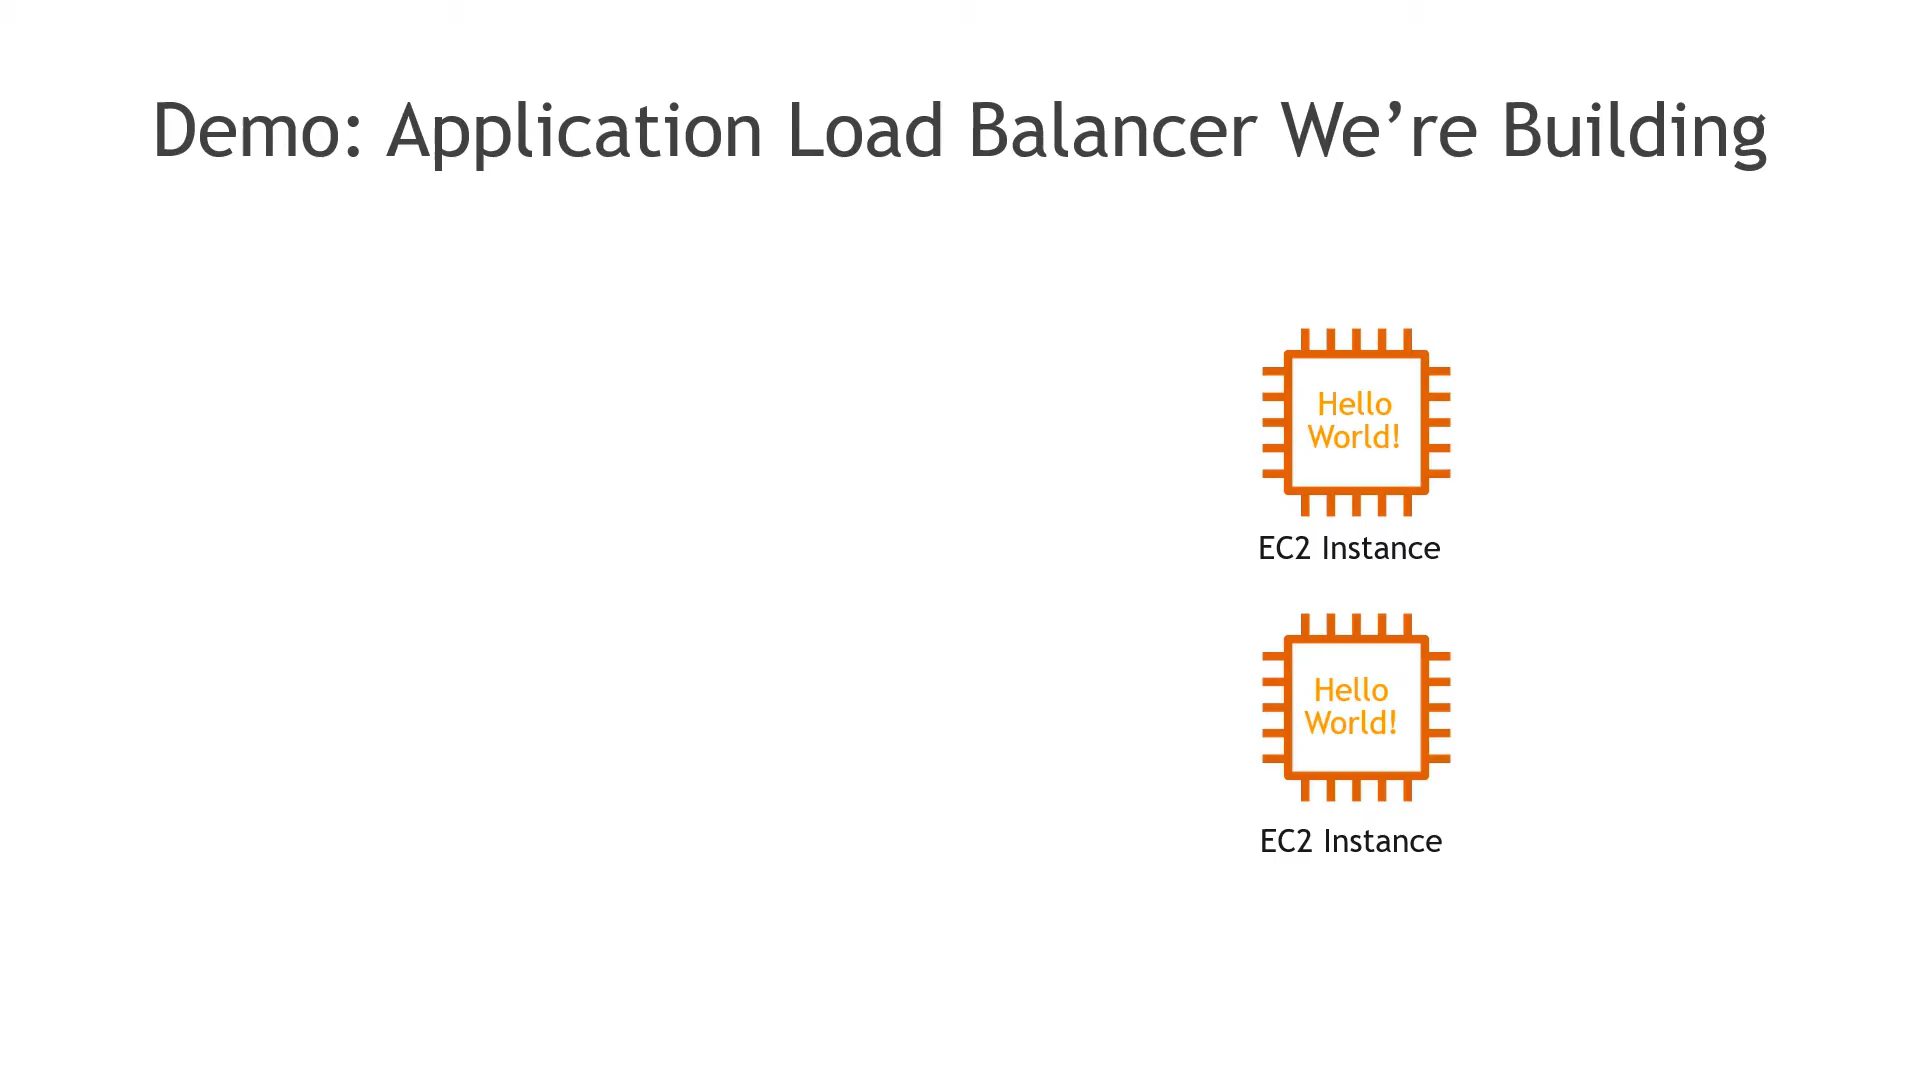 Demo: Application Load Balancer We’re Building
Hello
World!
EC2 Instance
Hello
World!
EC2 Instance